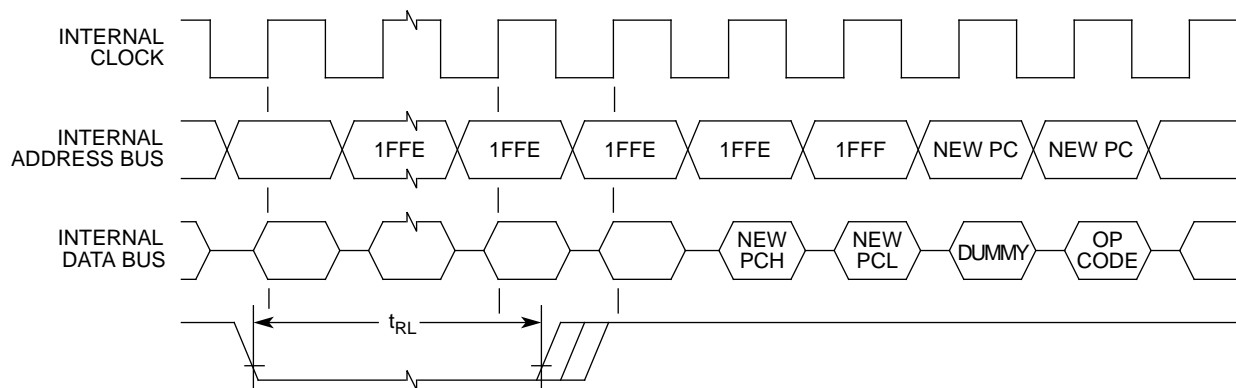 INTERNAL
CLOCK
INTERNAL
ADDRESS BUS
1FFE
1FFE
1FFE
1FFE
1FFF
NEW PC
NEW PC
INTERNAL
DATA BUS
NEW
PCH
NEW
PCL
DUMMY
OP
CODE
tRL